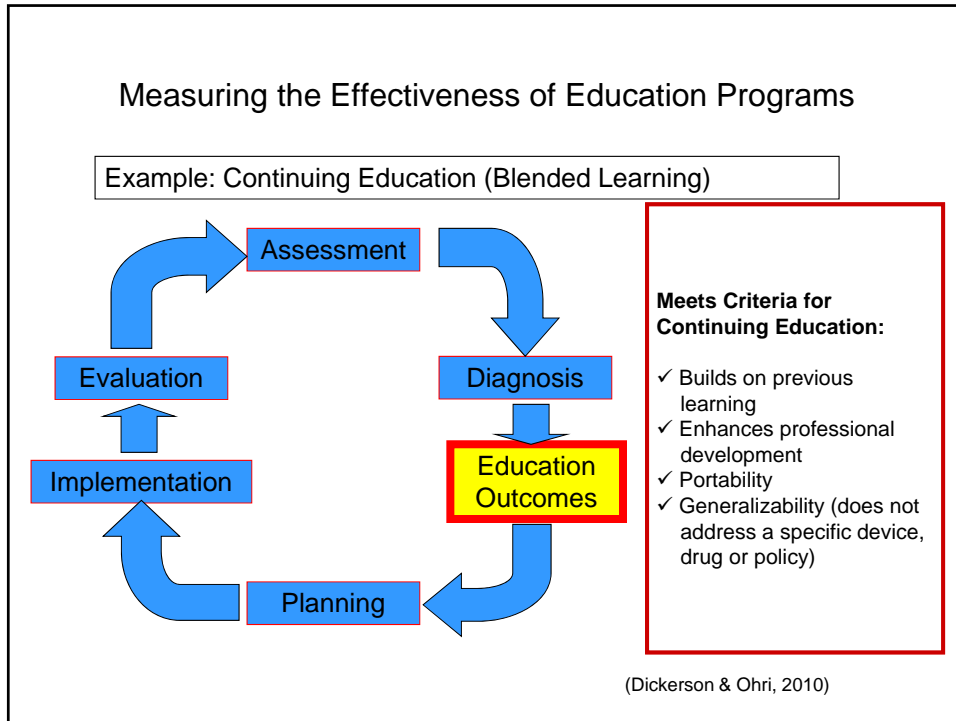 Measuring the Effectiveness of Education Programs
Example: Continuing Education (Blended Learning)
Assessment
Evaluation
Diagnosis
Implementation
Education
Outcomes
Planning
Meets Criteria for
Continuing Education:
✓ Builds on previous
learning
✓ Enhances professional
development
✓ Portability
✓ Generalizability (does not
address a specific device,
drug or policy)
(Dickerson & Ohri, 2010)